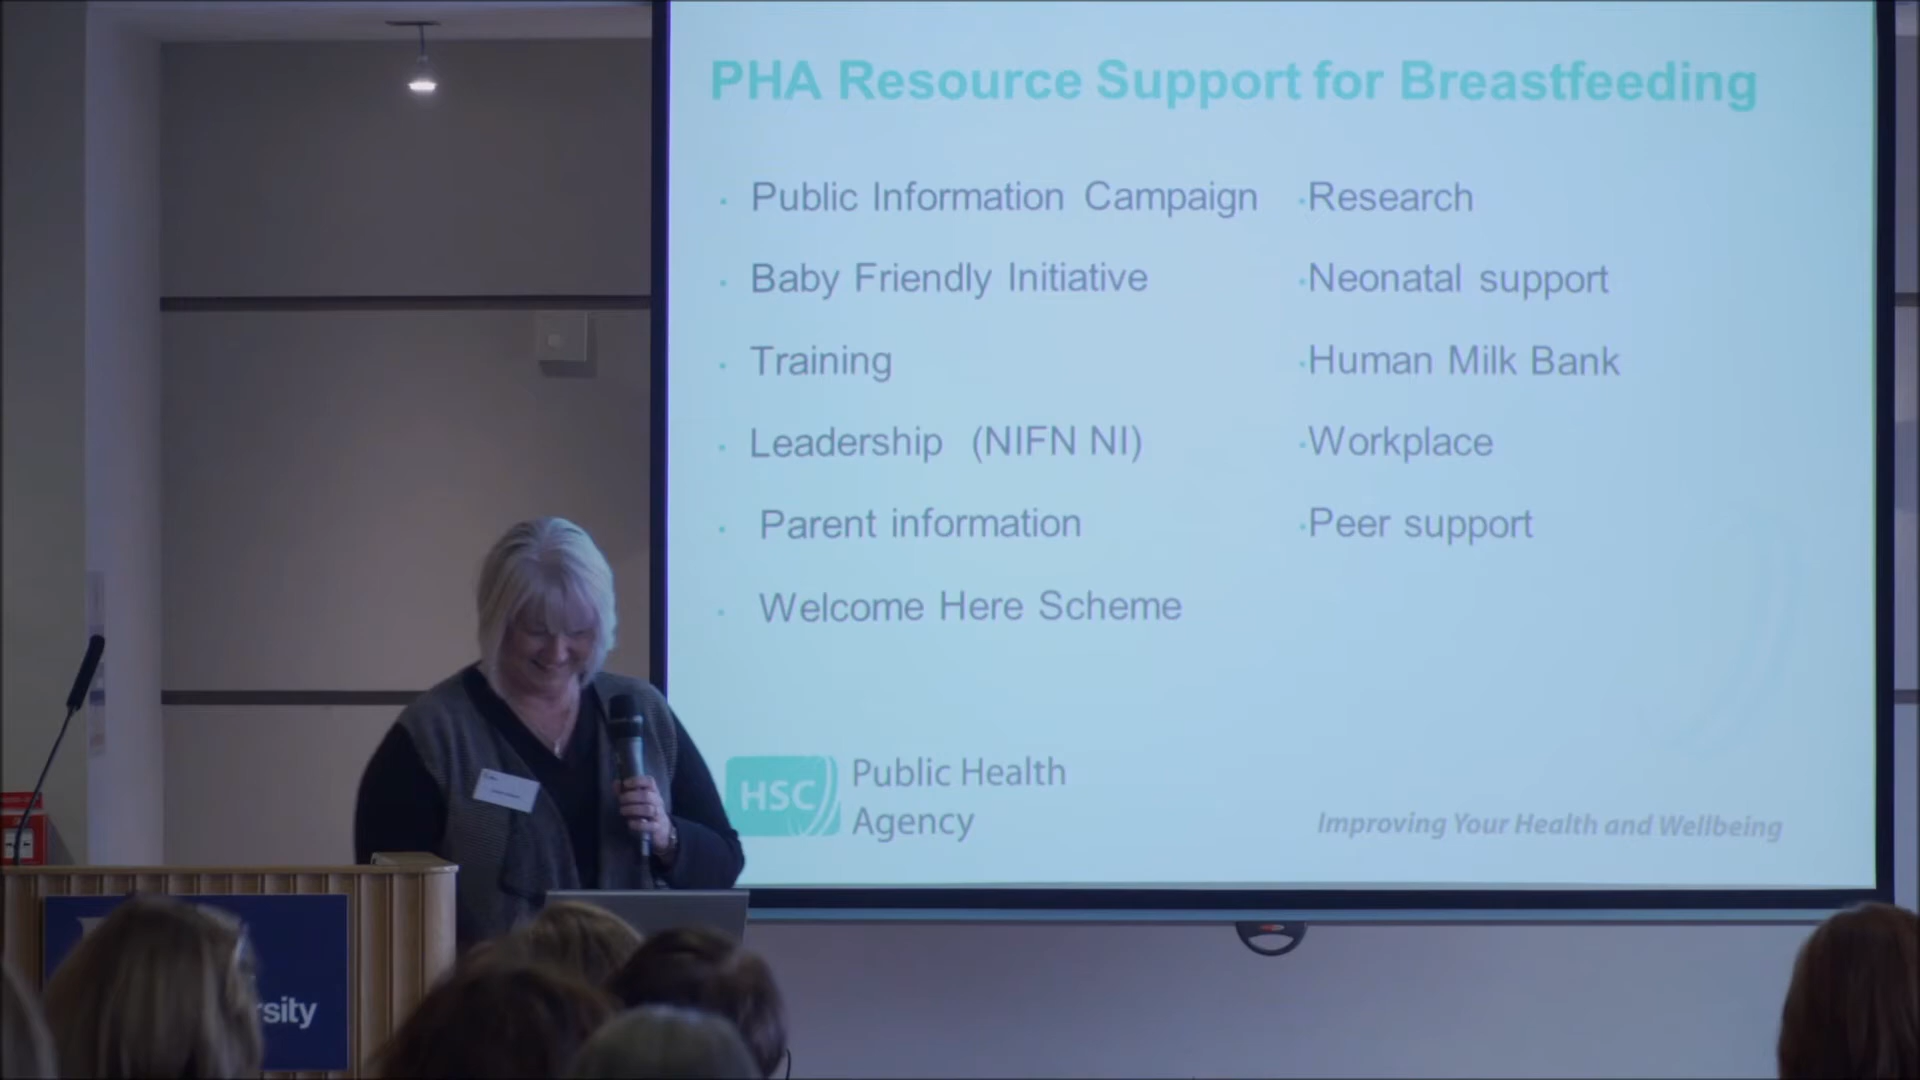 PHA Resource Support for Breastfeeding
· Public Information Campaign
· Baby Friendly Initiative
· Training
· Leadership (NIFN NI)
· Parent information
· Welcome Here Scheme
·Research
·Neonatal support
·Human Milk Bank
·Workplace
·Peer support
HSC Public Health
Agency
Improving Your Health and Wellbeing
rsity